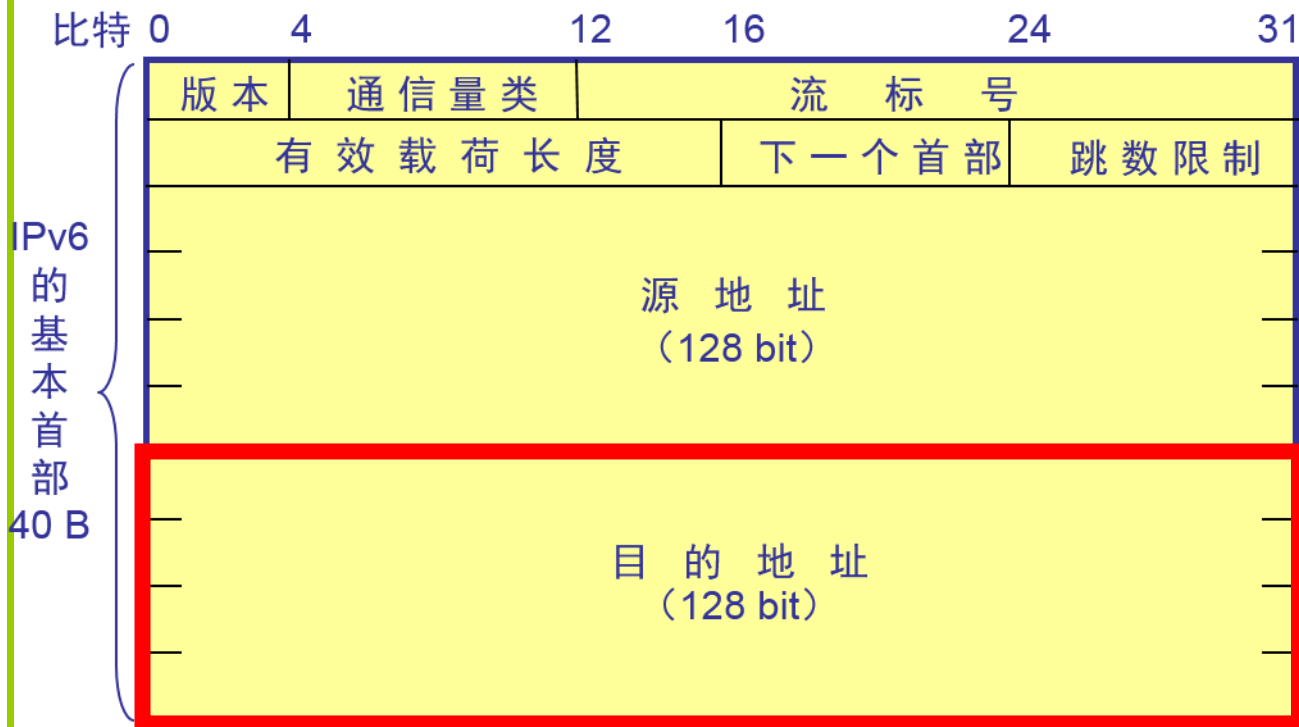 比特 0 4 12 16 24 31
版本 通信量类 流标号
有效载荷长度 下一个首部 跳数限制
IPv6
的
基
本
首
部
40 B
源地址
（128 bit）
目的地址
（128 bit）